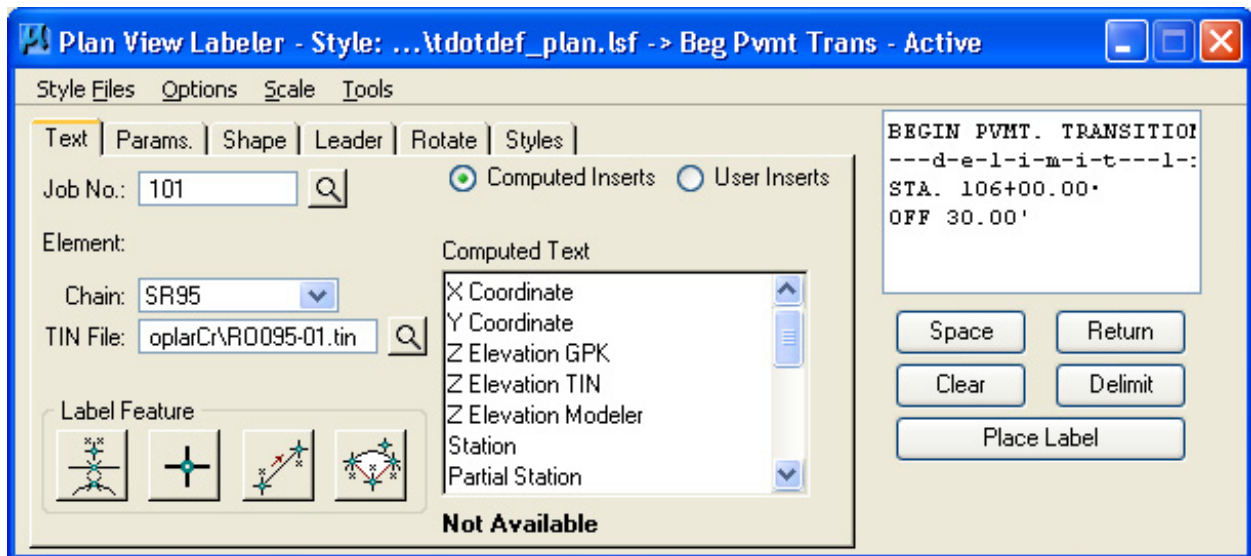 Plan View Labeler - Style: ...\tdotdef_plan.lsf -> Beg Pvmt Trans - Active
Style Files Options Scale Tools
Text Params. Shape Leader Rotate Styles
Job No.: 101
Computed Inserts User Inserts
Element:
Chain: SR95
TIN File: oplarCr\RO095-01.tin
Label Feature
Computed Text
X Coordinate
Y Coordinate
Z Elevation GPK
Z Elevation TIN
Z Elevation Modeler
Station
Partial Station
Not Available
BEGIN PVMT. TRANSITION
---d-e-l-i-m-i-t---l-:
STA. 106+00.00·
OFF 30.00'
Space Return
Clear Delimit
Place Label